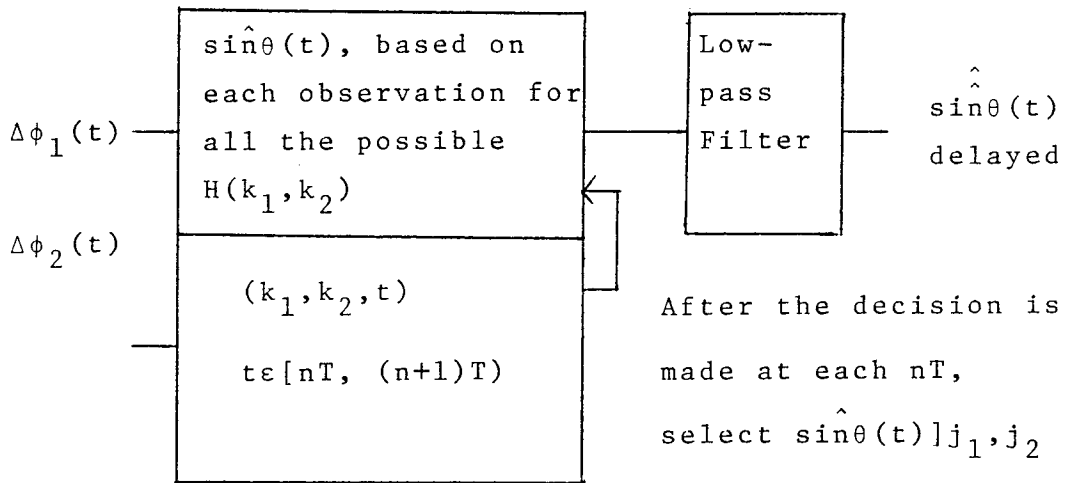 Δφ₁(t)
Δφ₂(t)
sin̂θ(t), based on
each observation for
all the possible
H(k₁,k₂)
(k₁,k₂,t)
tε[nT, (n+1)T)
Low-
pass
Filter
sin̂̂θ(t)
delayed
After the decision is
made at each nT,
select sin̂θ(t)]j₁,j₂